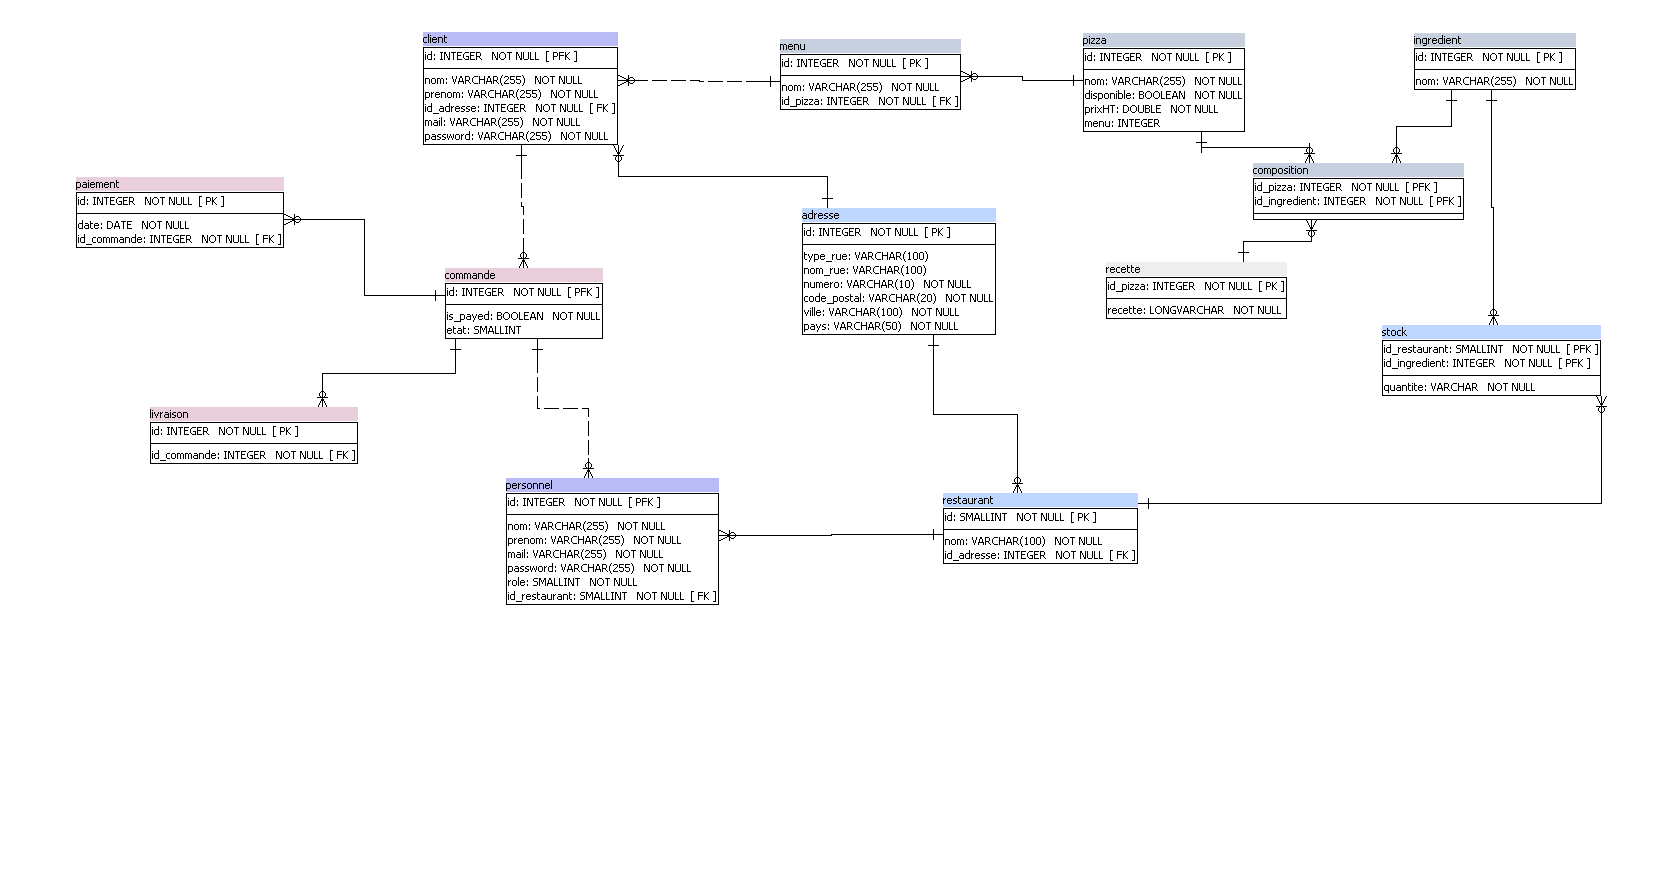 client
id: INTEGER NOT NULL [ PFK ]
nom: VARCHAR(255) NOT NULL
prenom: VARCHAR(255) NOT NULL
id_adresse: INTEGER NOT NULL [ FK ]
mail: VARCHAR(255) NOT NULL
password: VARCHAR(255) NOT NULL
menu
id: INTEGER NOT NULL [ PK ]
nom: VARCHAR(255) NOT NULL
id_pizza: INTEGER NOT NULL [ FK ]
pizza
id: INTEGER NOT NULL [ PK ]
nom: VARCHAR(255) NOT NULL
disponible: BOOLEAN NOT NULL
prixHT: DOUBLE NOT NULL
menu: INTEGER
ingredient
id: INTEGER NOT NULL [ PK ]
nom: VARCHAR(255) NOT NULL
composition
id_pizza: INTEGER NOT NULL [ PFK ]
id_ingredient: INTEGER NOT NULL [ PFK ]
paiement
id: INTEGER NOT NULL [ PK ]
date: DATE NOT NULL
id_commande: INTEGER NOT NULL [ FK ]
adresse
id: INTEGER NOT NULL [ PK ]
type_rue: VARCHAR(100)
nom_rue: VARCHAR(100)
numero: VARCHAR(10) NOT NULL
code_postal: VARCHAR(20) NOT NULL
ville: VARCHAR(100) NOT NULL
pays: VARCHAR(50) NOT NULL
recette
id_pizza: INTEGER NOT NULL [ PK ]
recette: LONGVARCHAR NOT NULL
commande
id: INTEGER NOT NULL [ PFK ]
is_payed: BOOLEAN NOT NULL
etat: SMALLINT
stock
id_restaurant: SMALLINT NOT NULL [ PFK ]
id_ingredient: INTEGER NOT NULL [ PFK ]
quantite: VARCHAR NOT NULL
livraison
id: INTEGER NOT NULL [ PK ]
id_commande: INTEGER NOT NULL [ FK ]
personnel
id: INTEGER NOT NULL [ PFK ]
nom: VARCHAR(255) NOT NULL
prenom: VARCHAR(255) NOT NULL
mail: VARCHAR(255) NOT NULL
password: VARCHAR(255) NOT NULL
role: SMALLINT NOT NULL
id_restaurant: SMALLINT NOT NULL [ FK ]
restaurant
id: SMALLINT NOT NULL [ PK ]
nom: VARCHAR(100) NOT NULL
id_adresse: INTEGER NOT NULL [ FK ]